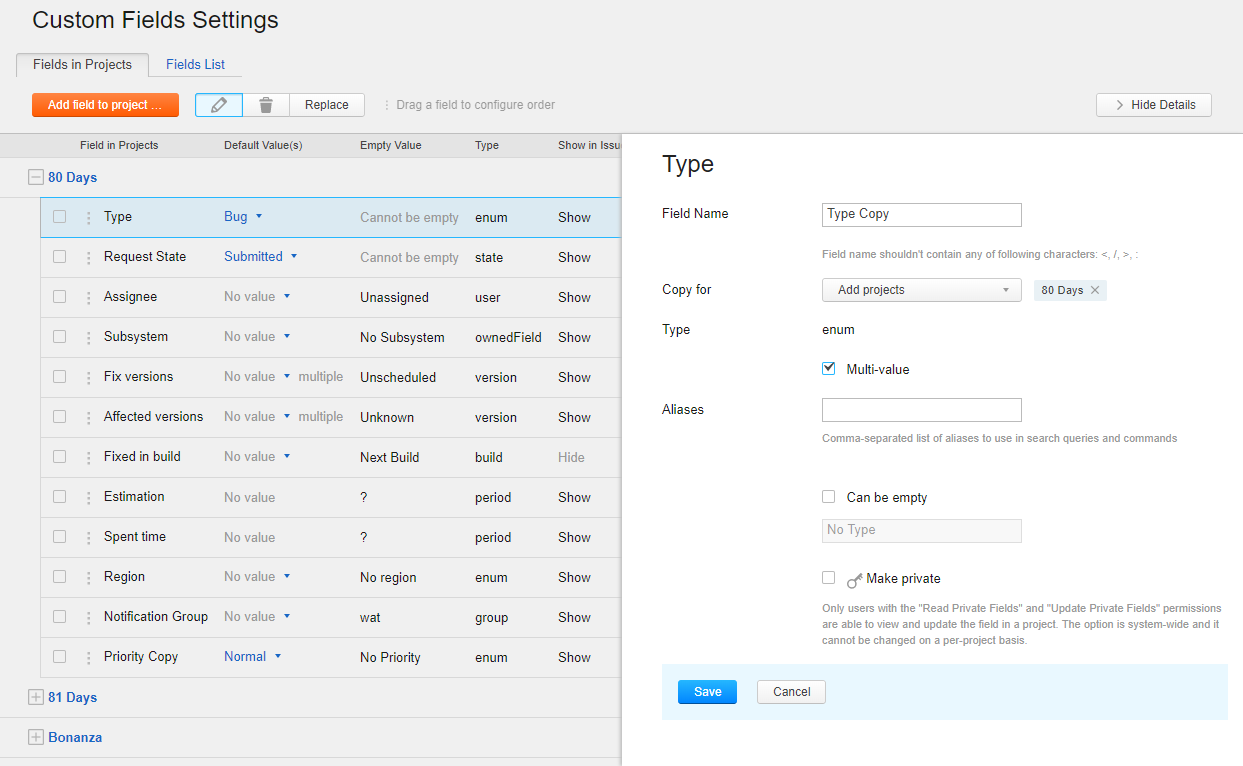 Custom Fields Settings
Fields in Projects Fields List
Add field to project ... Replace Drag a field to configure order Hide Details
Field in Projects Default Value(s) Empty Value Type Show in Issu
80 Days
Type Bug Cannot be empty enum Show
Request State Submitted Cannot be empty state Show
Assignee No value Unassigned user Show
Subsystem No value No Subsystem ownedField Show
Fix versions No value multiple Unscheduled version Show
Affected versions No value multiple Unknown version Show
Fixed in build No value Next Build build Hide
Estimation No value ? period Show
Spent time No value ? period Show
Region No value No region enum Show
Notification Group No value wat group Show
Priority Copy Normal No Priority enum Show
81 Days
Bonanza
Type
Field Name Type Copy
Field name shouldn't contain any of following characters: <, /, >, :
Copy for Add projects 80 Days
Type enum
Multi-value
Aliases
Comma-separated list of aliases to use in search queries and commands
Can be empty
No Type
Make private
Only users with the "Read Private Fields" and "Update Private Fields" permissions
are able to view and update the field in a project. The option is system-wide and it
cannot be changed on a per-project basis.
Save Cancel